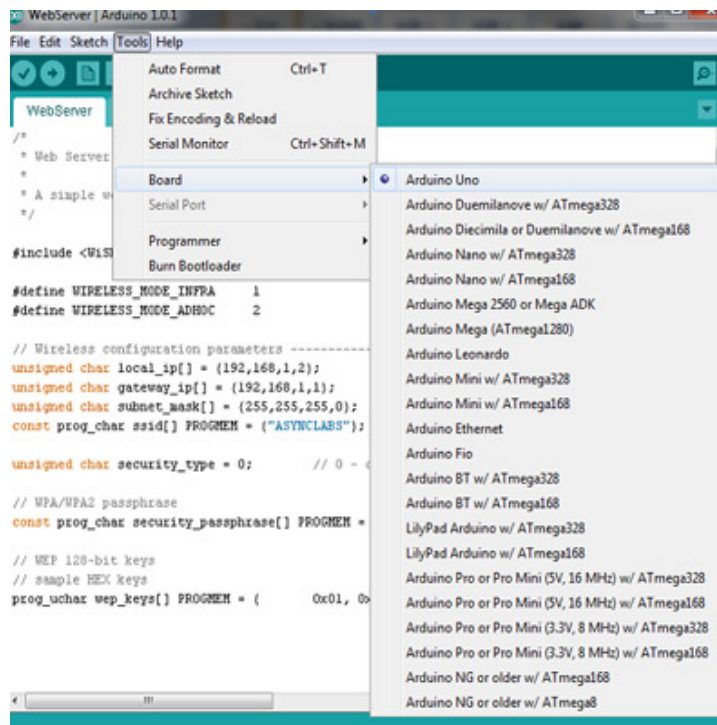 WebServer | Arduino 1.0.1
File Edit Sketch Tools Help
Auto Format Ctrl+T
Archive Sketch
Fix Encoding & Reload
Serial Monitor Ctrl+Shift+M
Board
Serial Port
Programmer
Burn Bootloader
Arduino Uno
Arduino Duemilanove w/ ATmega328
Arduino Diecimila or Duemilanove w/ ATmega168
Arduino Nano w/ ATmega328
Arduino Nano w/ ATmega168
Arduino Mega 2560 or Mega ADK
Arduino Mega (ATmega1280)
Arduino Leonardo
Arduino Mini w/ ATmega328
Arduino Mini w/ ATmega168
Arduino Ethernet
Arduino Fio
Arduino BT w/ ATmega328
Arduino BT w/ ATmega168
LilyPad Arduino w/ ATmega328
LilyPad Arduino w/ ATmega168
Arduino Pro or Pro Mini (5V, 16 MHz) w/ ATmega328
Arduino Pro or Pro Mini (5V, 16 MHz) w/ ATmega168
Arduino Pro or Pro Mini (3.3V, 8 MHz) w/ ATmega328
Arduino Pro or Pro Mini (3.3V, 8 MHz) w/ ATmega168
Arduino NG or older w/ ATmega168
Arduino NG or older w/ ATmega8
WebServer
/*
* Web Server
*
* A simple
*/
#include
#define WIRELESS_MODE_INFRA 1
#define WIRELESS_MODE_ADHOC 2
// Wireless configuration parameters -----------
unsigned char local_ip[] = {192,168,1,2};
unsigned char gateway_ip[] = {192,168,1,1};
unsigned char subnet_mask[] = {255,255,255,0};
const prog_char ssid[] PROGMEM = {"ASYNCLABS"};
unsigned char security_type = 0; // 0 -
// WPA/WPA2 passphrase
const prog_char security_passphrase[] PROGMEM =
// WEP 128-bit keys
// sample HEX keys
prog_uchar wep_keys[] PROGMEM = { 0x01,